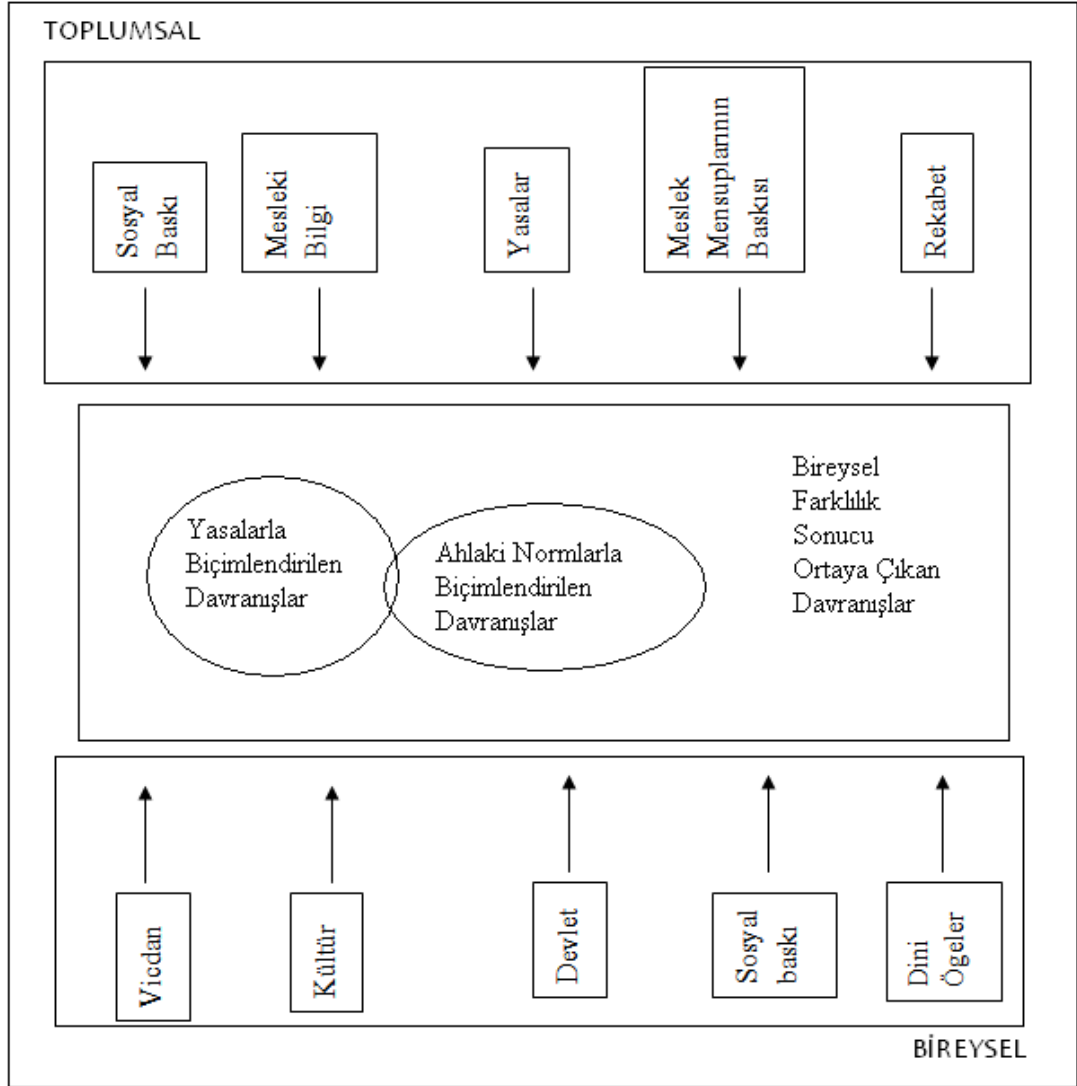 TOPLUMSAL
Sosyal
Baskı
Mesleki
Bilgi
Yasalar
Meslek
Mensuplarının
Baskısı
Rekabet
Yasalarla
Biçimlendirilen
Davranışlar
Ahlaki Normlarla
Biçimlendirilen
Davranışlar
Bireysel
Farklılık
Sonucu
Ortaya Çıkan
Davranışlar
Vicdan
Kültür
Devlet
Sosyal
baskı
Dini
Ögeler
BİREYSEL